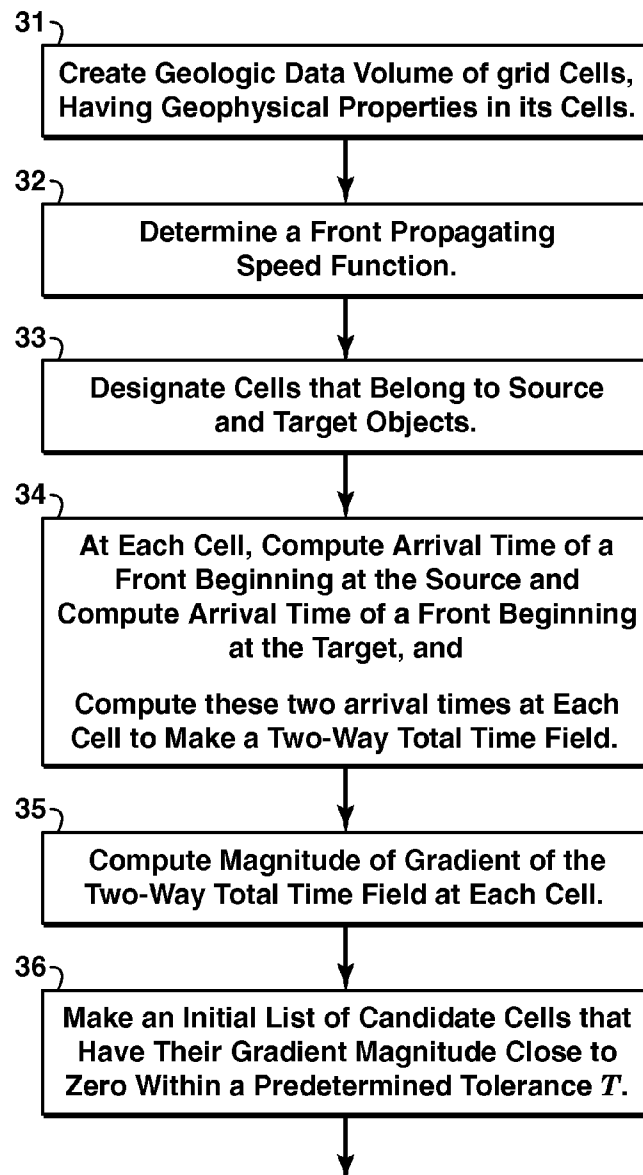 31
Create Geologic Data Volume of grid Cells,
Having Geophysical Properties in its Cells.
32
Determine a Front Propagating
Speed Function.
33
Designate Cells that Belong to Source
and Target Objects.
34
At Each Cell, Compute Arrival Time of a
Front Beginning at the Source and
Compute Arrival Time of a Front Beginning
at the Target, and
Compute these two arrival times at Each
Cell to Make a Two-Way Total Time Field.
35
Compute Magnitude of Gradient of the
Two-Way Total Time Field at Each Cell.
36
Make an Initial List of Candidate Cells that
Have Their Gradient Magnitude Close to
Zero Within a Predetermined Tolerance T.